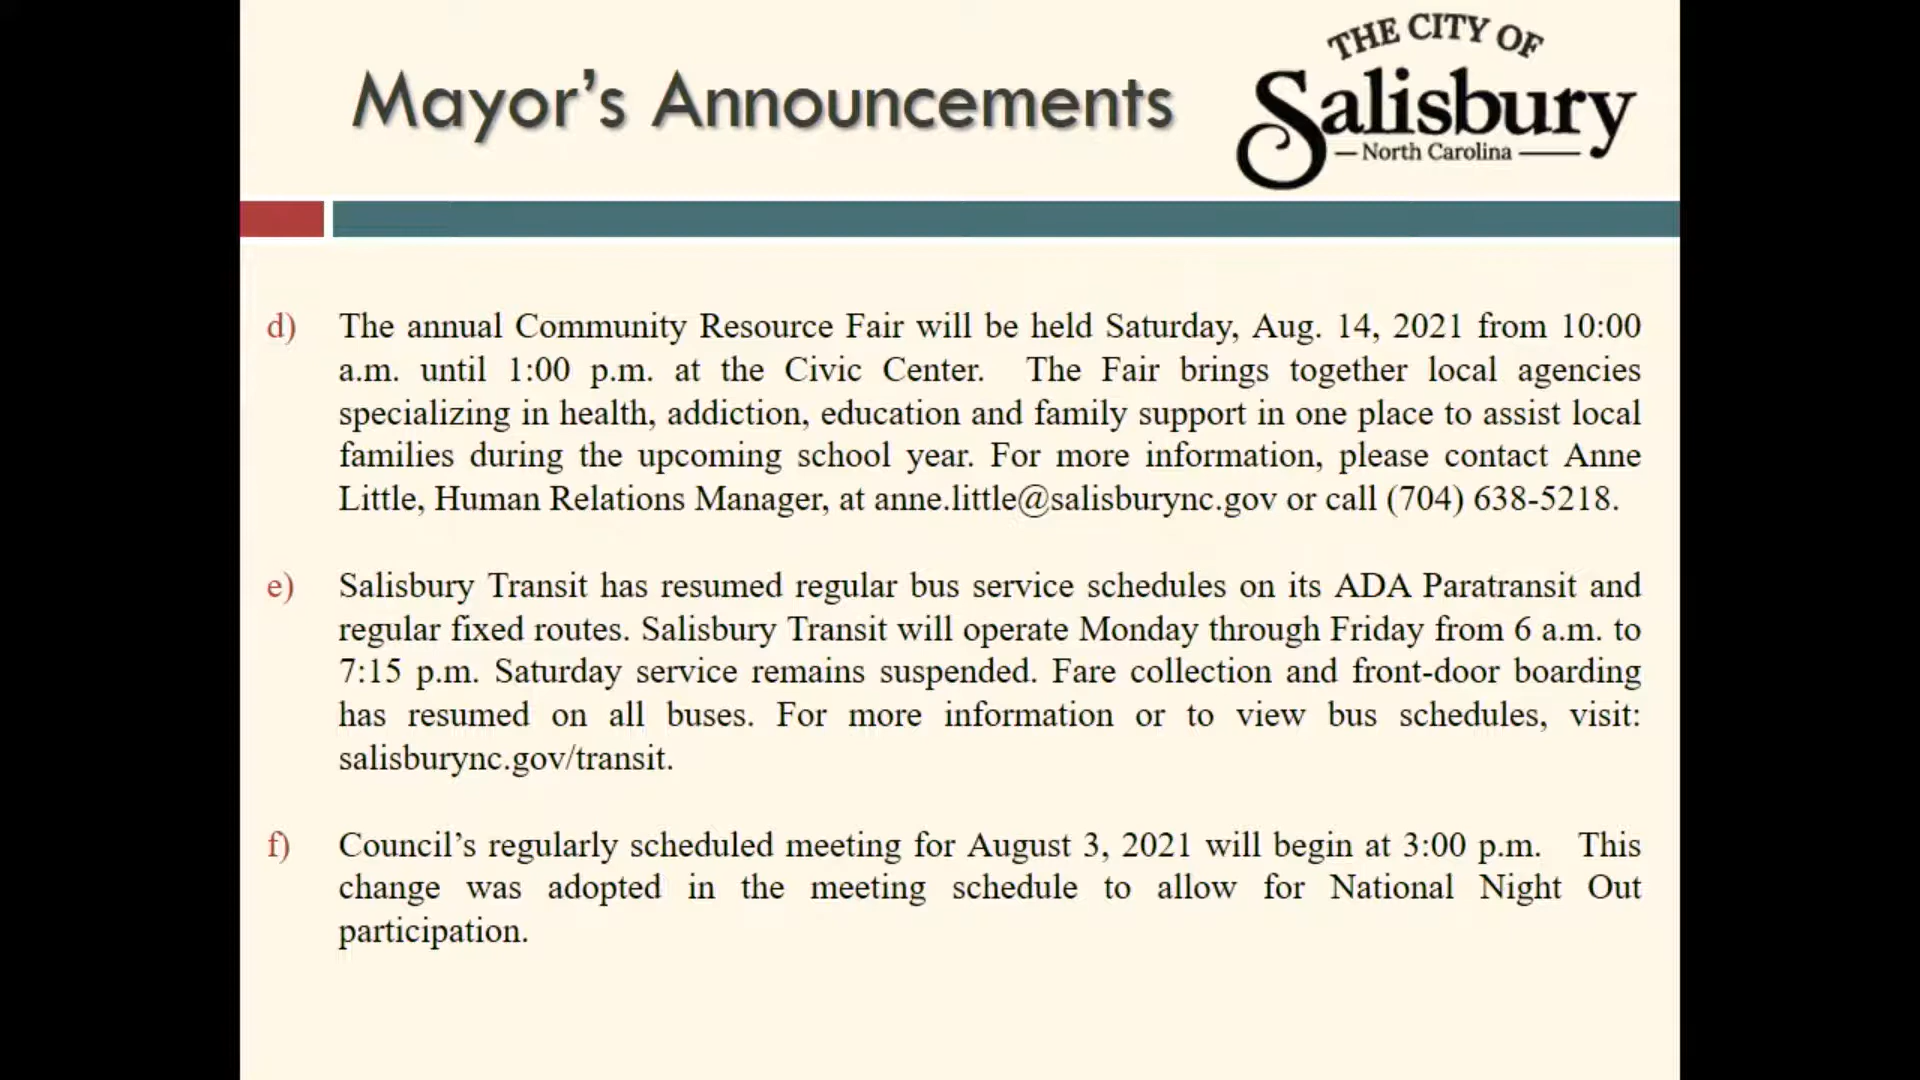 Mayor’s Announcements
THE CITY OF
Salisbury
North Carolina
d) The annual Community Resource Fair will be held Saturday, Aug. 14, 2021 from 10:00
a.m. until 1:00 p.m. at the Civic Center. The Fair brings together local agencies
specializing in health, addiction, education and family support in one place to assist local
families during the upcoming school year. For more information, please contact Anne
Little, Human Relations Manager, at anne.little@salisburync.gov or call (704) 638-5218.
e) Salisbury Transit has resumed regular bus service schedules on its ADA Paratransit and
regular fixed routes. Salisbury Transit will operate Monday through Friday from 6 a.m. to
7:15 p.m. Saturday service remains suspended. Fare collection and front-door boarding
has resumed on all buses. For more information or to view bus schedules, visit:
salisburync.gov/transit.
f) Council’s regularly scheduled meeting for August 3, 2021 will begin at 3:00 p.m. This
change was adopted in the meeting schedule to allow for National Night Out
participation.